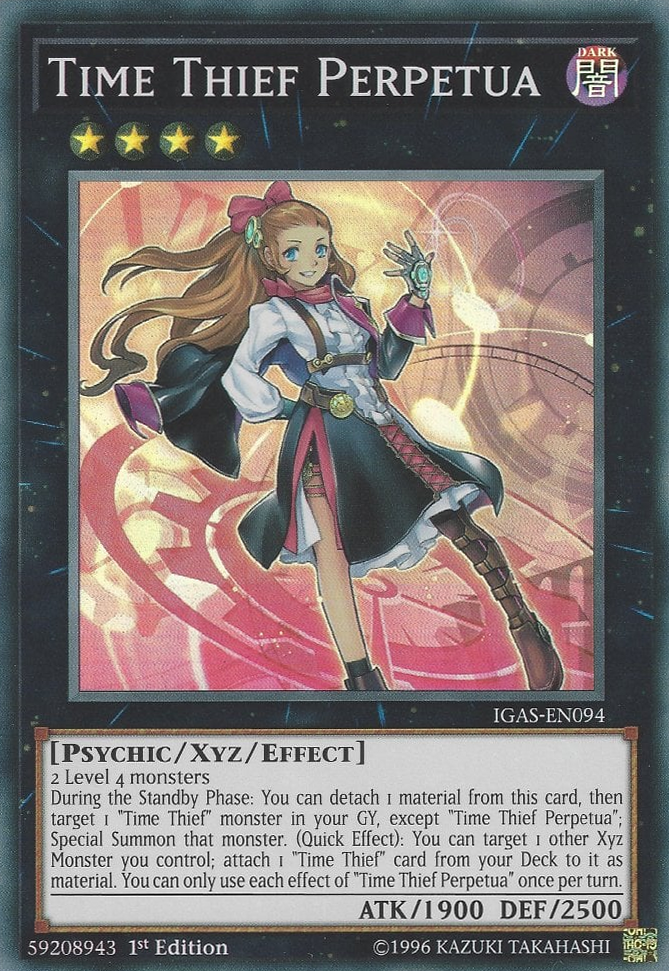 TIME THIEF PERPETUA
DARK
闇
IGAS-EN094
[PSYCHIC/XYZ/EFFECT]
2 Level 4 monsters
During the Standby Phase: You can detach 1 material from this card, then
target 1 "Time Thief" monster in your GY, except "Time Thief Perpetua";
Special Summon that monster. (Quick Effect): You can target 1 other Xyz
Monster you control; attach 1 "Time Thief" card from your Deck to it as
material. You can only use each effect of "Time Thief Perpetua" once per turn.
ATK/1900 DEF/2500
59208943 1st Edition
©1996 KAZUKI TAKAHASHI